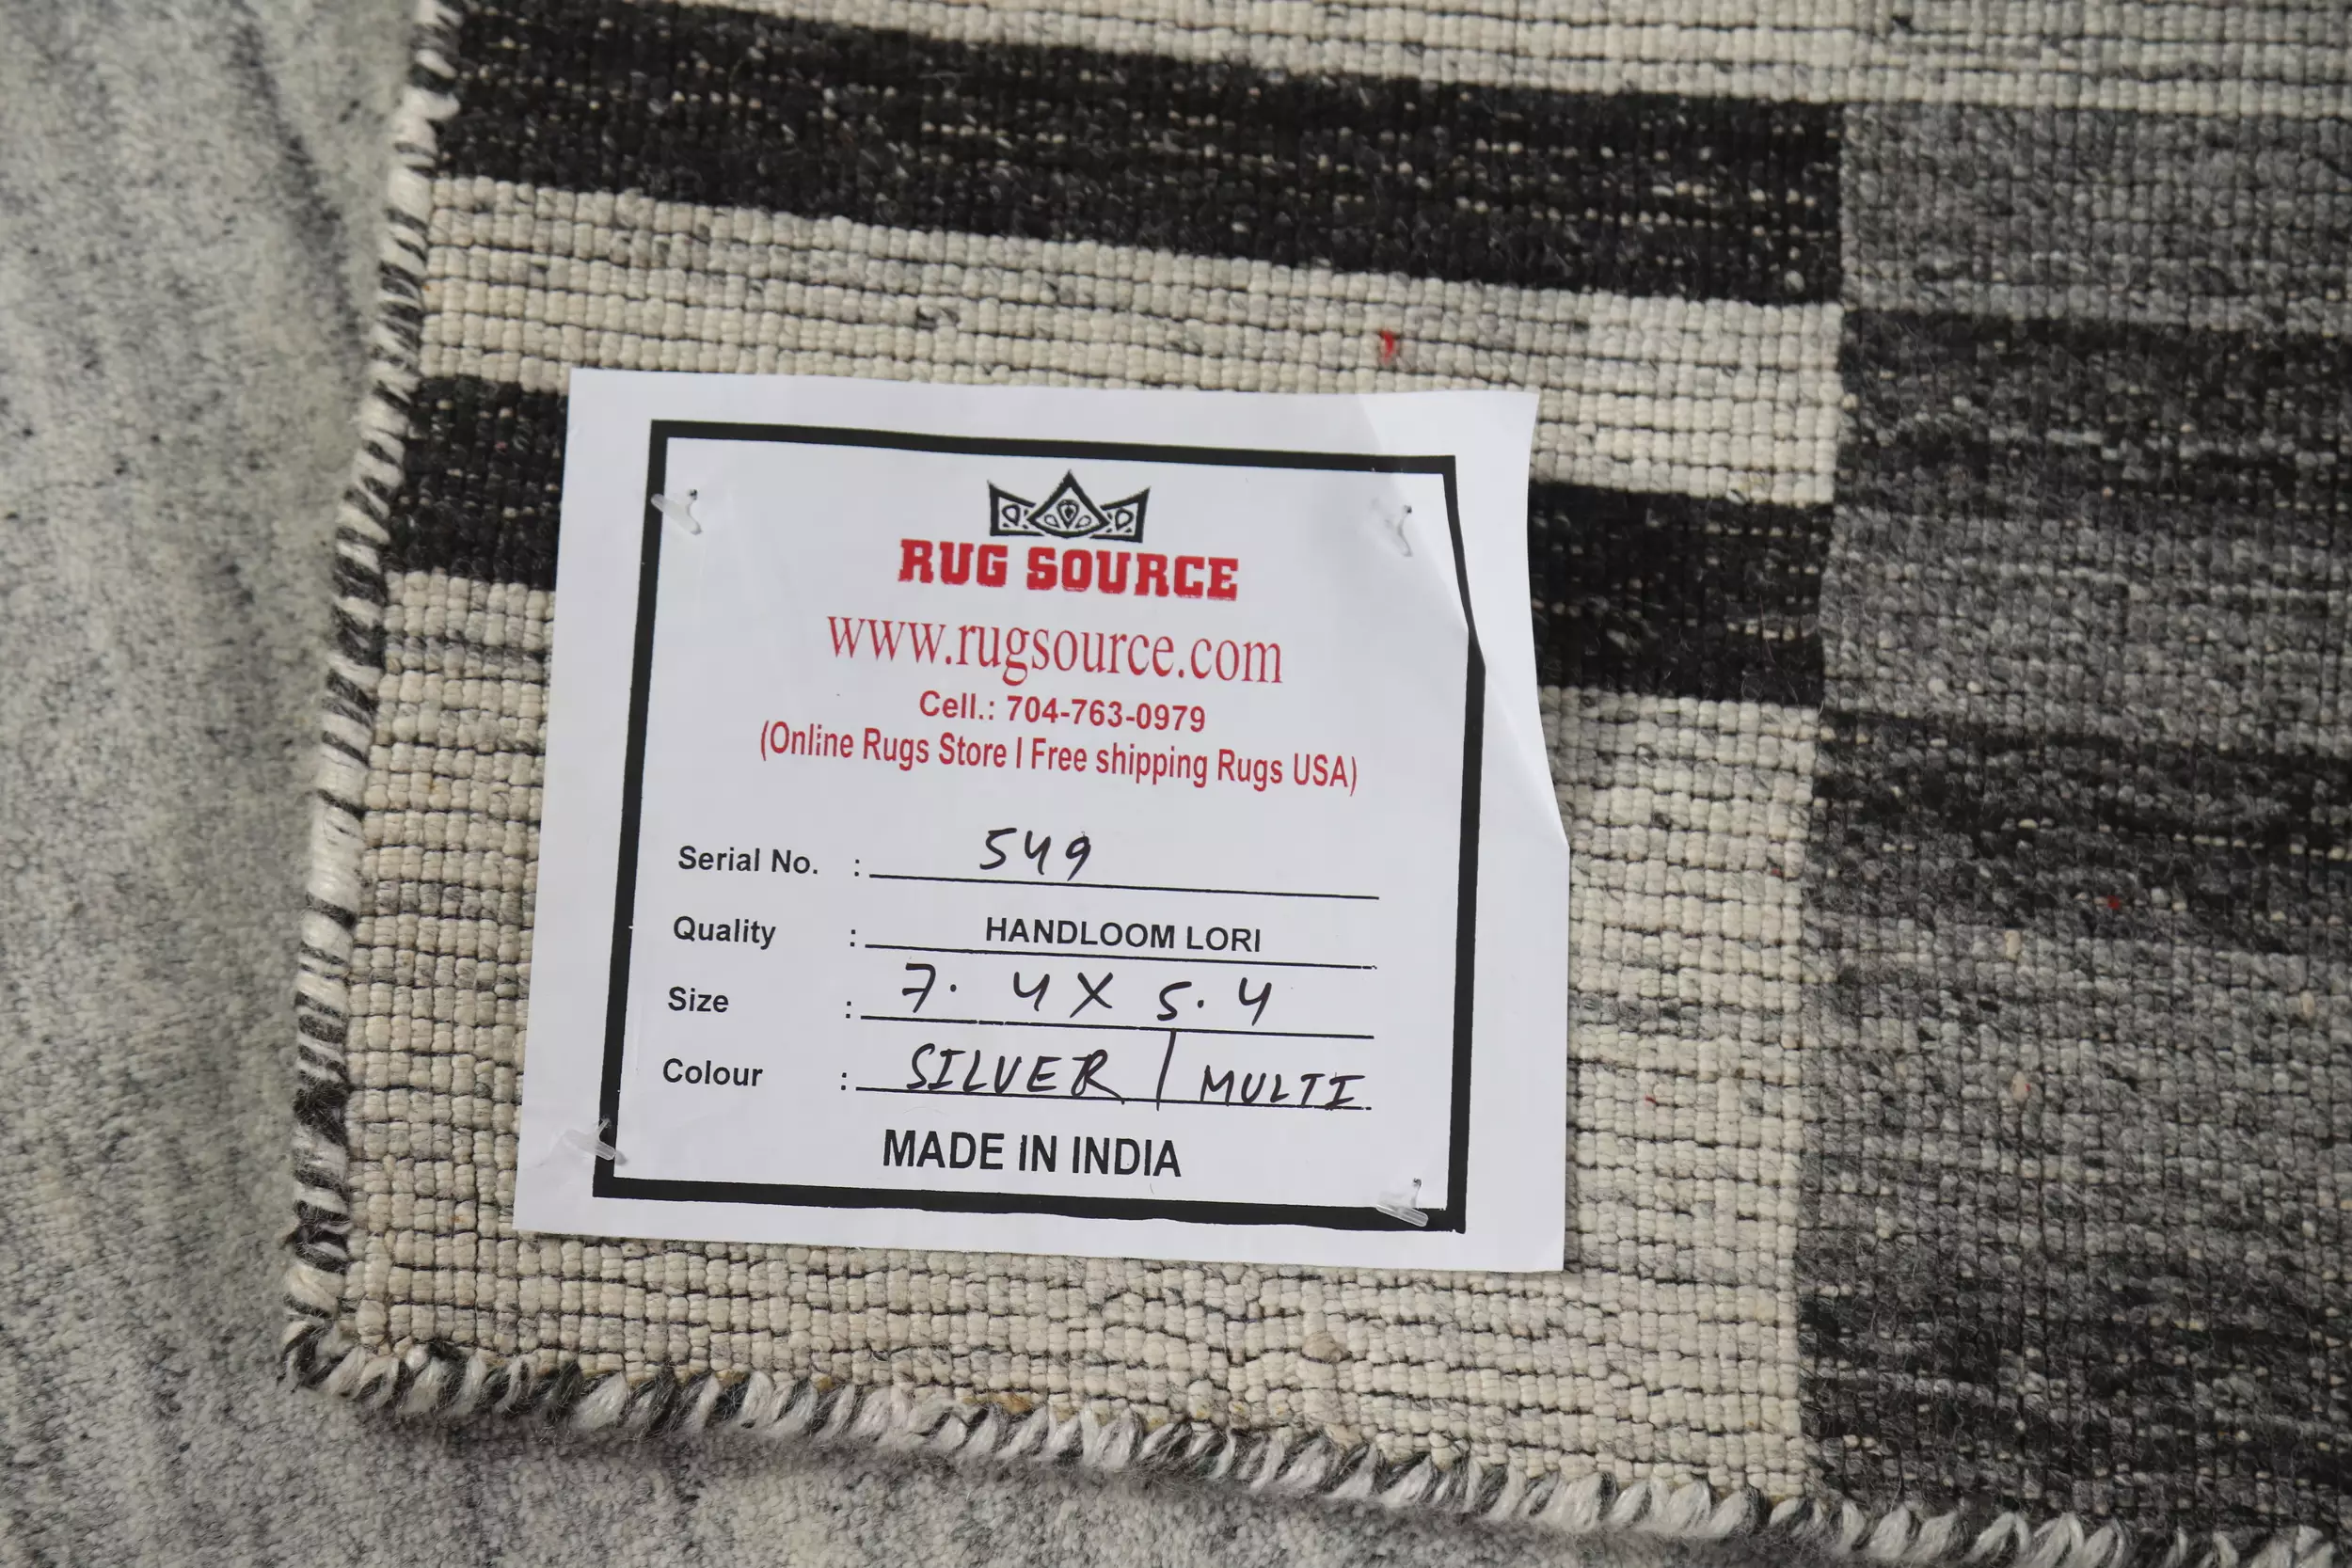 RUG SOURCE
www.rugsource.com
Cell.: 704-763-0979
(Online Rugs Store I Free shipping Rugs USA)
Serial No. : 549
Quality : HANDLOOM LORI
Size : 7. 4 X 5. 4
Colour : SILVER / MULTI
MADE IN INDIA